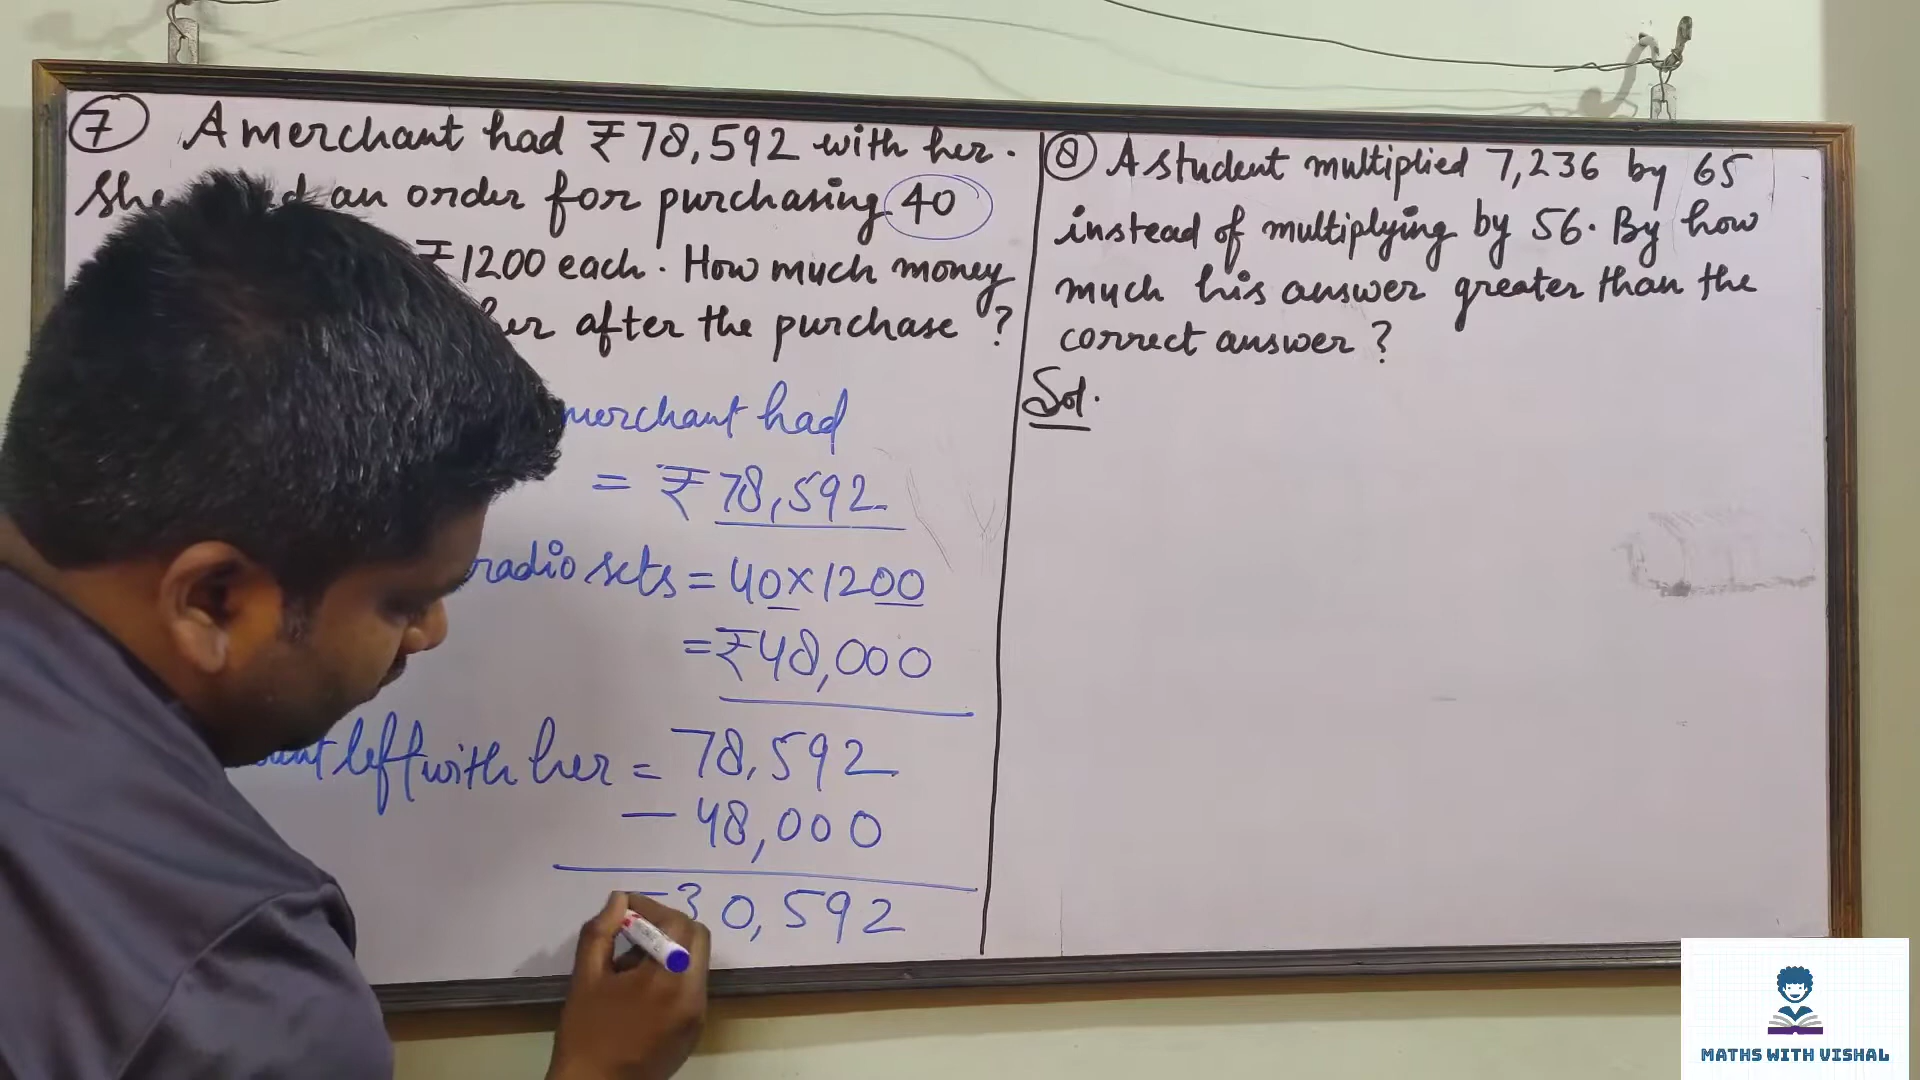 7 A merchant had ₹78,592 with her.
She an order for purchasing 40
₹1200 each. How much money
her after the purchase ?
merchant had
= ₹78,592
radio sets = 40×1200
=₹48,000
left with her = 78,592
— 48,000
₹30,592
8 A student multiplied 7,236 by 65
instead of multiplying by 56. By how
much his answer greater than the
correct answer ?
Sol.
MATHS WITH VISHAL